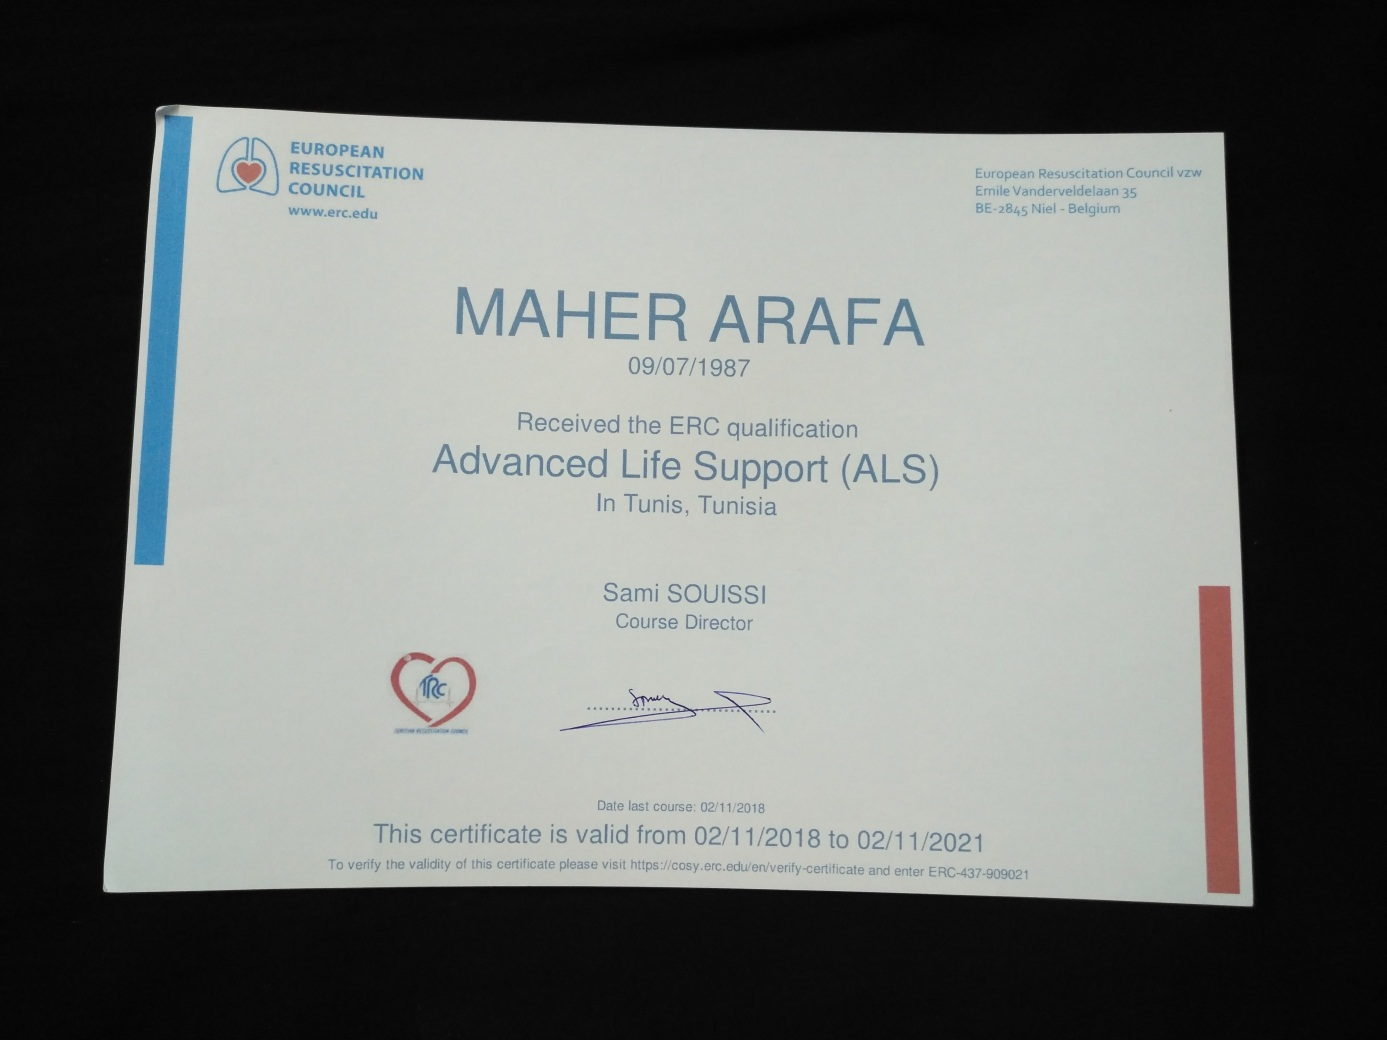 EUROPEAN
RESUSCITATION
COUNCIL
www.erc.edu
European Resuscitation Council vzw
Emile Vanderveldelaan 35
BE-2845 Niel - Belgium
MAHER ARAFA
09/07/1987
Received the ERC qualification
Advanced Life Support (ALS)
In Tunis, Tunisia
Sami SOUISSI
Course Director
TRC
Date last course: 02/11/2018
This certificate is valid from 02/11/2018 to 02/11/2021
To verify the validity of this certificate please visit https://cosy.erc.edu/en/verify-certificate and enter ERC-437-909021